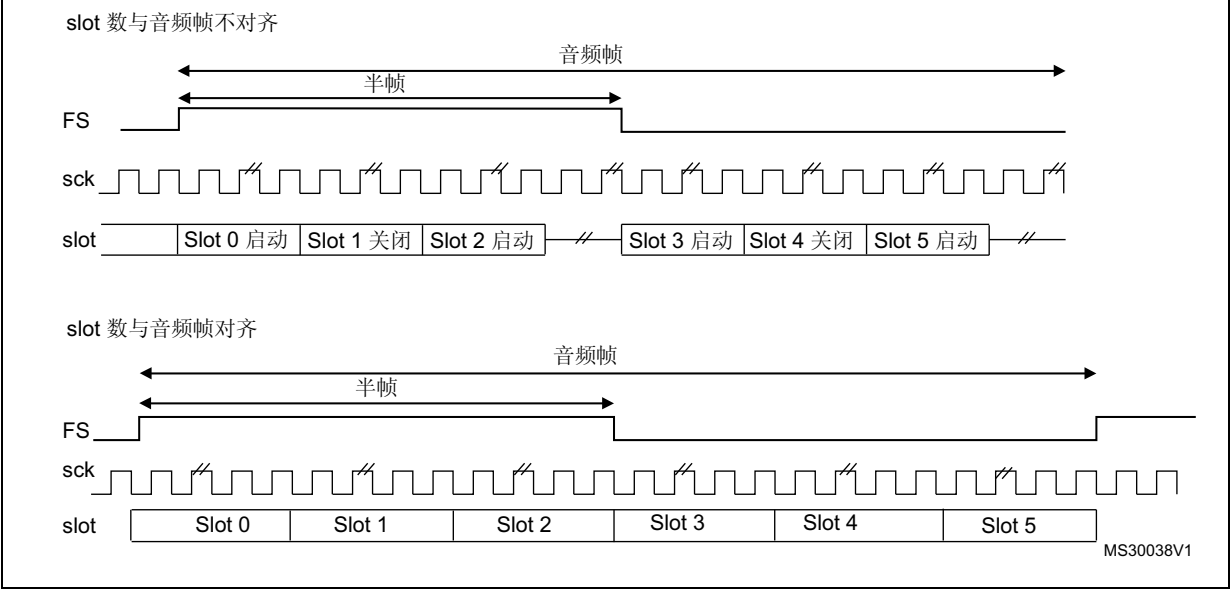 slot 数与音频帧不对齐
音频帧
半帧
FS
sck
slot Slot 0 启动 Slot 1 关闭 Slot 2 启动 Slot 3 启动 Slot 4 关闭 Slot 5 启动
slot 数与音频帧对齐
音频帧
半帧
FS
sck
slot Slot 0 Slot 1 Slot 2 Slot 3 Slot 4 Slot 5
MS30038V1